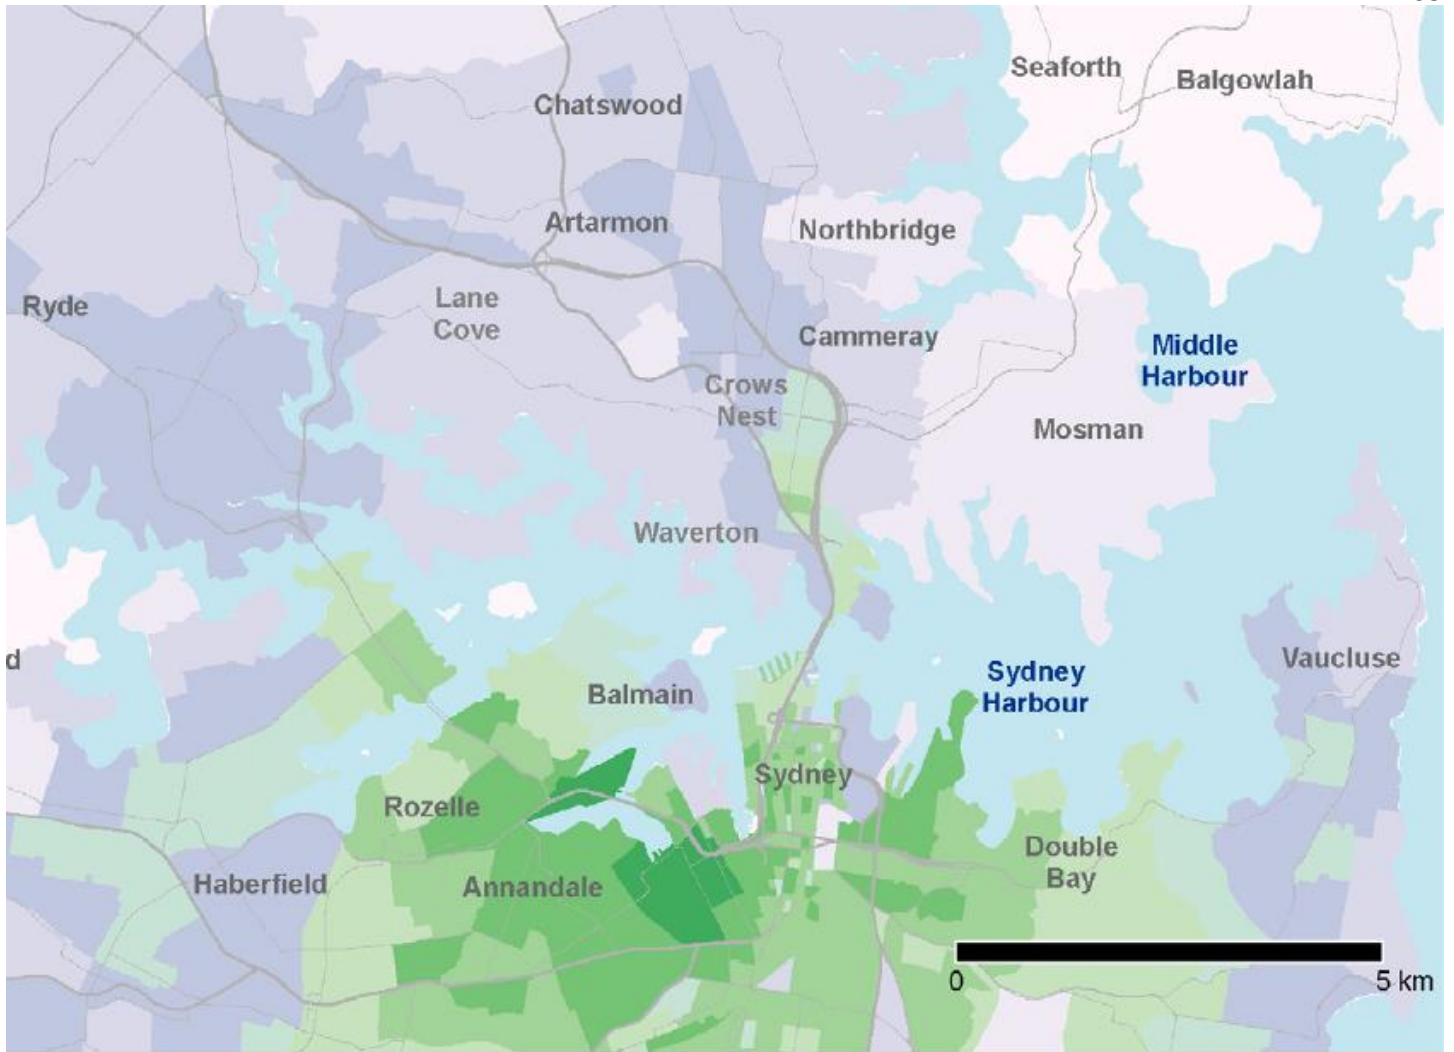 Seaforth
Balgowlah
Chatswood
Artarmon
Northbridge
Ryde
Lane
Cove
Cammeray
Middle
Harbour
Crows
Nest
Mosman
Waverton
d
Vaucluse
Sydney
Harbour
Balmain
Sydney
Rozelle
Double
Bay
Haberfield
Annandale
0
5 km